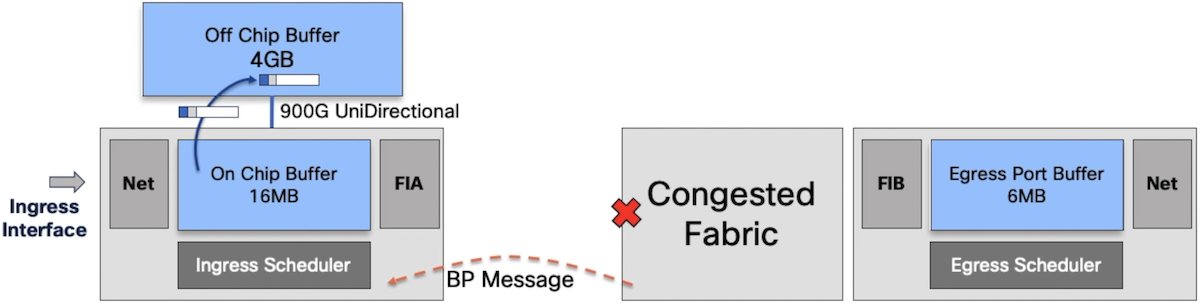 Off Chip Buffer
4GB
900G UniDirectional
Ingress
Interface
Net
On Chip Buffer
16MB
FIA
Ingress Scheduler
BP Message
Congested
Fabric
FIB
Egress Port Buffer
6MB
Net
Egress Scheduler